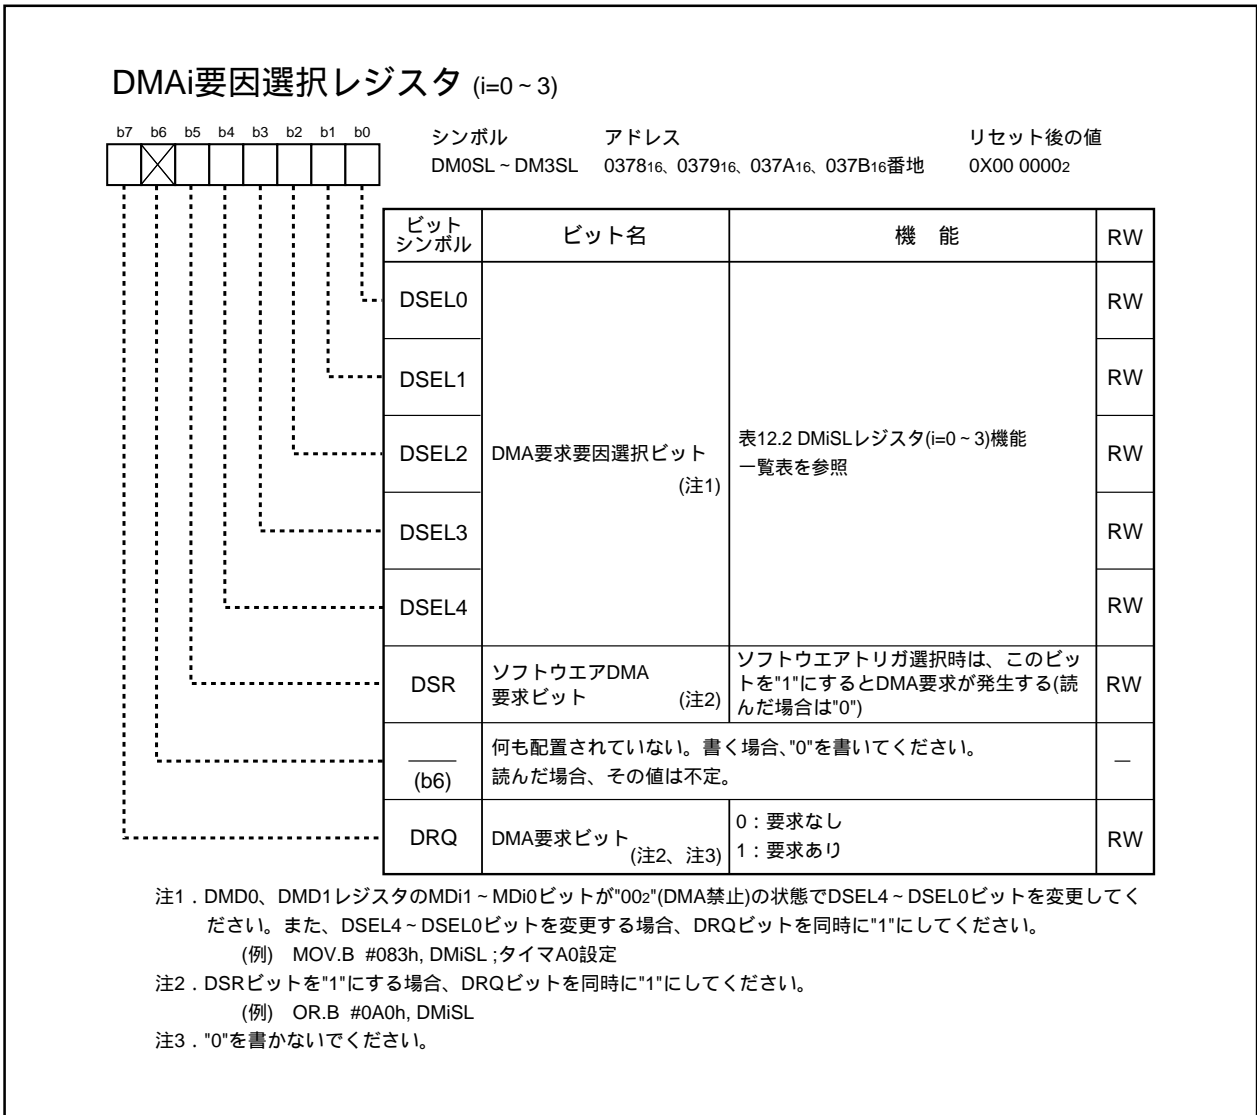 DMAi要因選択レジスタ (i=0~3)
b7 b6 b5 b4 b3 b2 b1 b0
シンボル アドレス リセット後の値
DM0SL~DM3SL 037816、037916、037A16、037B16番地 0X00 00002
ビット
シンボル
ビット名 機 能 RW
DSEL0 RW
DSEL1 RW
DSEL2 DMA要求要因選択ビット
(注1)
表12.2 DMiSLレジスタ(i=0~3)機能
一覧表を参照
RW
DSEL3 RW
DSEL4 RW
DSR ソフトウエアDMA
要求ビット (注2)
ソフトウエアトリガ選択時は、このビッ
トを"1"にするとDMA要求が発生する(読
んだ場合は"0")
RW
(b6)
何も配置されていない。書く場合、"0"を書いてください。
読んだ場合、その値は不定。
—
DRQ DMA要求ビット
(注2、注3)
0:要求なし
1:要求あり
RW
注1.DMD0、DMD1レジスタのMDi1~MDi0ビットが"002"(DMA禁止)の状態でDSEL4~DSEL0ビットを変更してく
ださい。また、DSEL4~DSEL0ビットを変更する場合、DRQビットを同時に"1"にしてください。
(例) MOV.B #083h, DMiSL ;タイマA0設定
注2.DSRビットを"1"にする場合、DRQビットを同時に"1"にしてください。
(例) OR.B #0A0h, DMiSL
注3."0"を書かないでください。